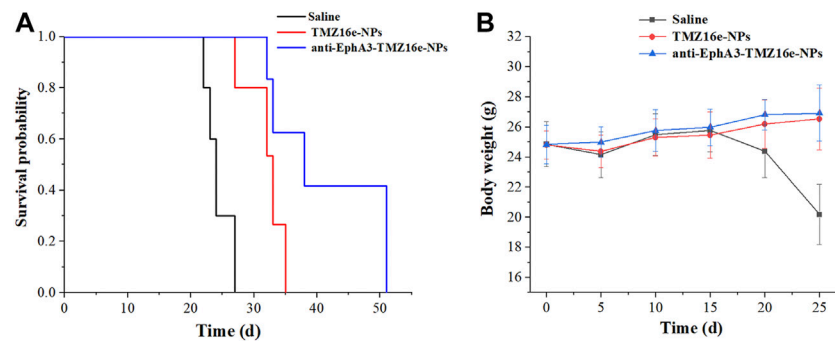 A
Saline
TMZ16e-NPs
anti-EphA3-TMZ16e-NPs
1.0
0.8
0.6
0.4
0.2
0.0
Survival probability
0 10 20 30 40 50
Time (d)
B
Saline
TMZ16e-NPs
anti-EphA3-TMZ16e-NPs
28
26
24
22
20
18
16
Body weight (g)
0 5 10 15 20 25
Time (d)